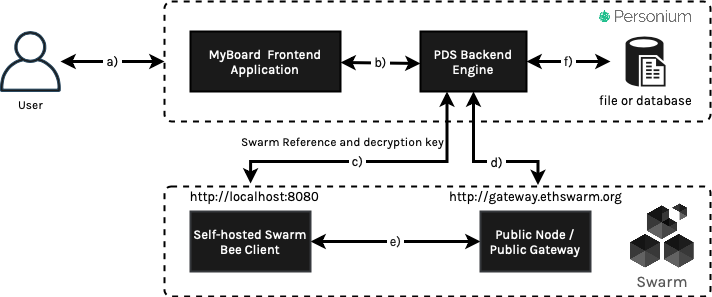 Personium
MyBoard Frontend
Application
PDS Backend
Engine
a)
b)
f)
User
file or database
Swarm Reference and decryption key
c)
d)
http://localhost:8080
http://gateway.ethswarm.org
Self-hosted Swarm
Bee Client
e)
Public Node /
Public Gateway
Swarm